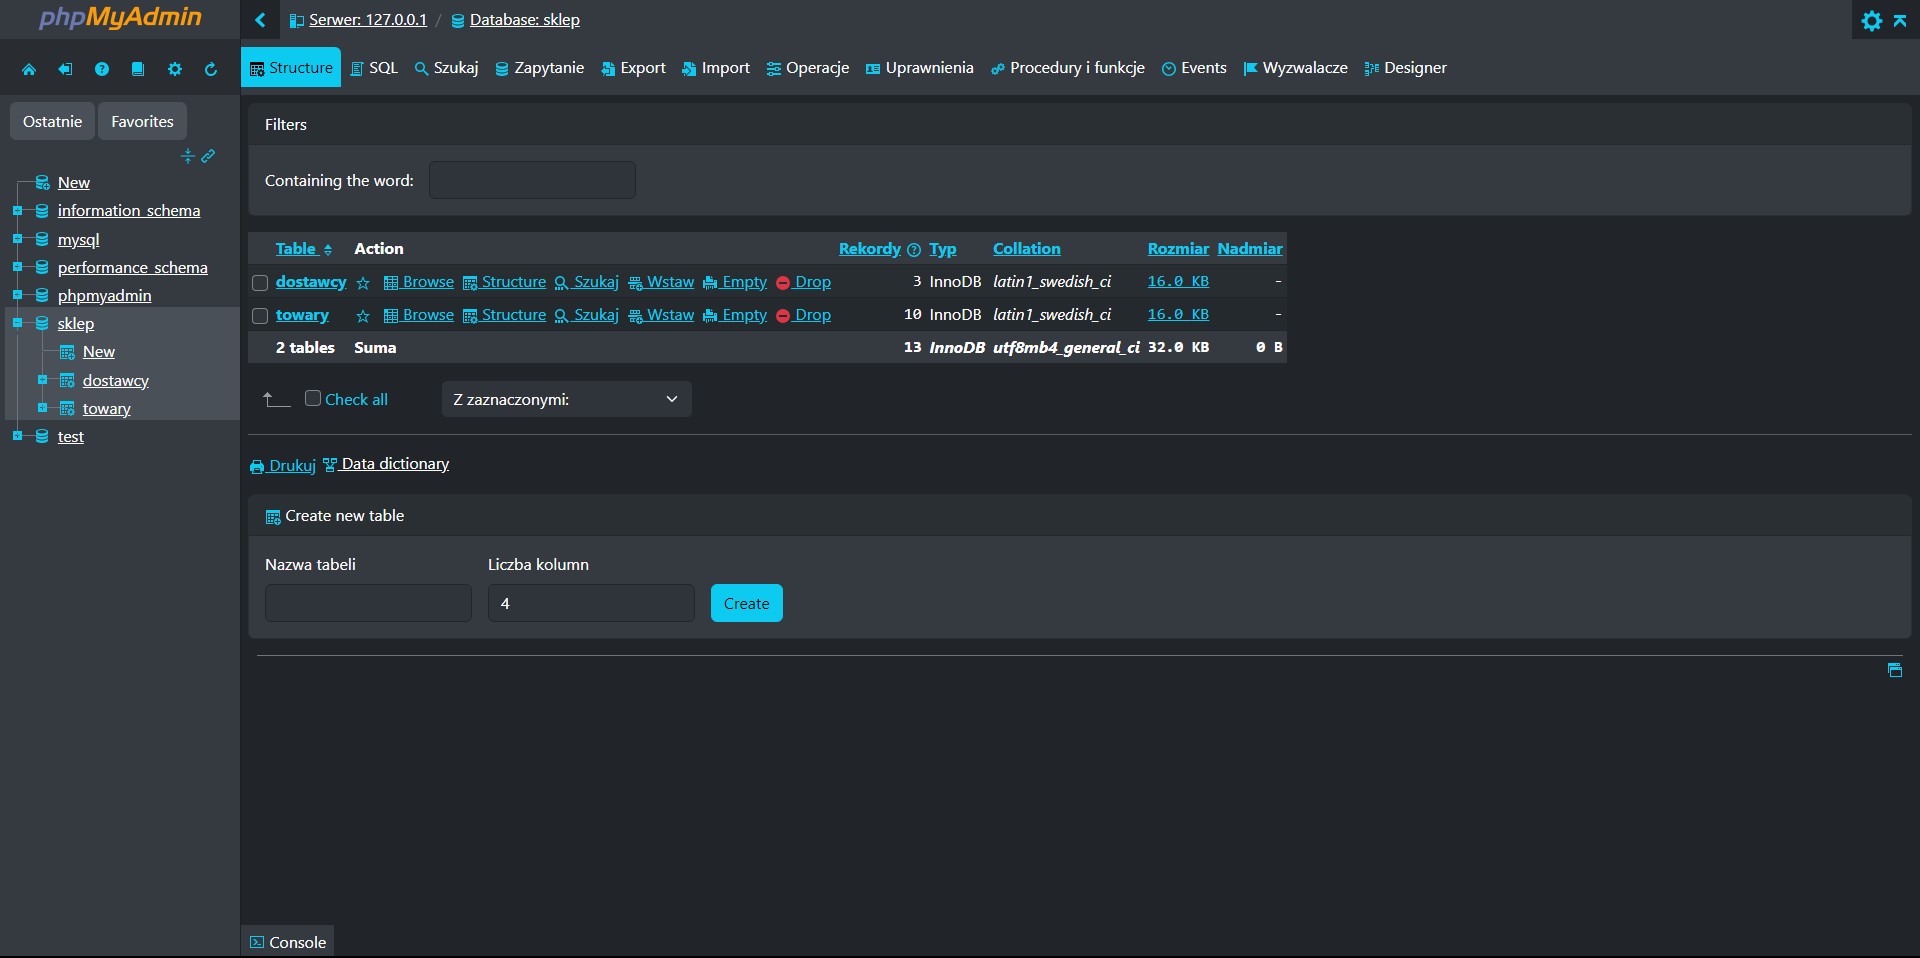 phpMyAdmin
Serwer: 127.0.0.1 / Database: sklep
Structure SQL Szukaj Zapytanie Export Import Operacje Uprawnienia Procedury i funkcje Events Wyzwalacze Designer
Ostatnie Favorites
New
information_schema
mysql
performance_schema
phpmyadmin
sklep
New
dostawcy
towary
test
Filters
Containing the word:
Table Action Rekordy Typ Collation Rozmiar Nadmiar
dostawcy Browse Structure Szukaj Wstaw Empty Drop 3 InnoDB latin1_swedish_ci 16.0 KB -
towary Browse Structure Szukaj Wstaw Empty Drop 10 InnoDB latin1_swedish_ci 16.0 KB -
2 tables Suma 13 InnoDB utf8mb4_general_ci 32.0 KB 0 B
Check all Z zaznaczonymi:
Drukuj Data dictionary
Create new table
Nazwa tabeli Liczba kolumn
4 Create
Console